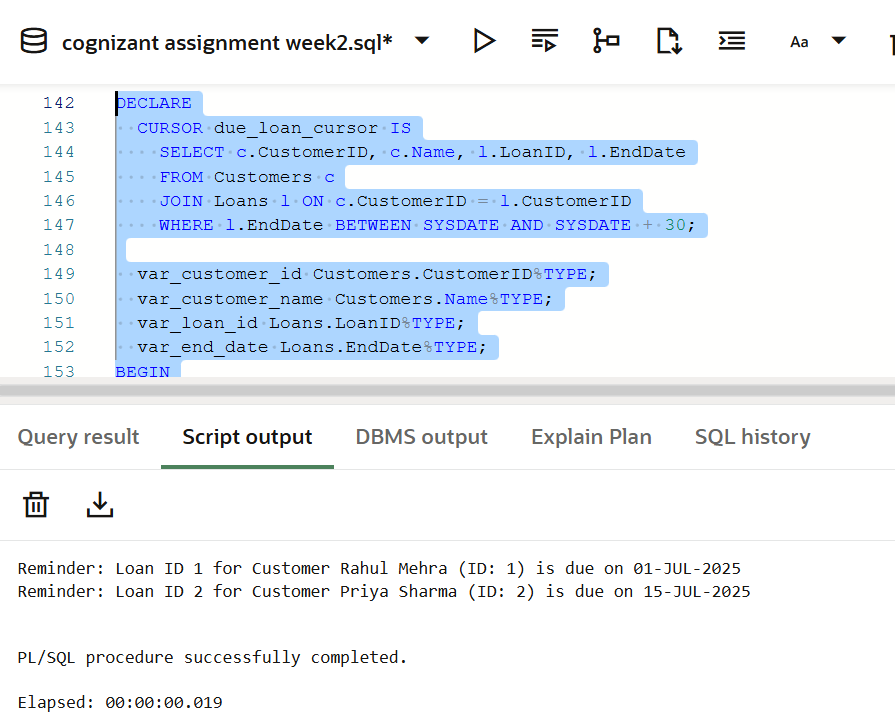 cognizant assignment week2.sql* Aa
142 DECLARE
143 CURSOR due_loan_cursor IS
144 SELECT c.CustomerID, c.Name, l.LoanID, l.EndDate
145 FROM Customers c
146 JOIN Loans l ON c.CustomerID = l.CustomerID
147 WHERE l.EndDate BETWEEN SYSDATE AND SYSDATE + 30;
148
149 var_customer_id Customers.CustomerID%TYPE;
150 var_customer_name Customers.Name%TYPE;
151 var_loan_id Loans.LoanID%TYPE;
152 var_end_date Loans.EndDate%TYPE;
153 BEGIN
Query result Script output DBMS output Explain Plan SQL history
Reminder: Loan ID 1 for Customer Rahul Mehra (ID: 1) is due on 01-JUL-2025
Reminder: Loan ID 2 for Customer Priya Sharma (ID: 2) is due on 15-JUL-2025
PL/SQL procedure successfully completed.
Elapsed: 00:00:00.019